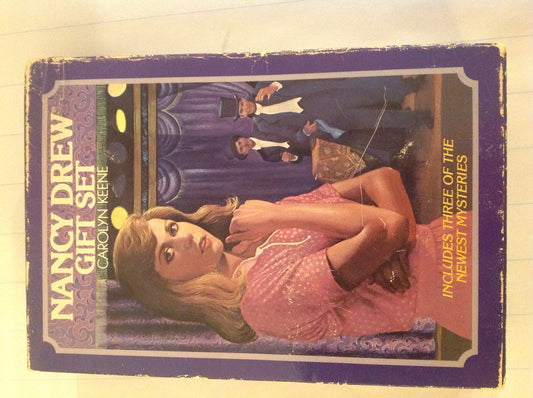 NANCY DREW
GIFT SET
CAROLYN KEENE
INCLUDES THREE OF THE
NEWEST MYSTERIES